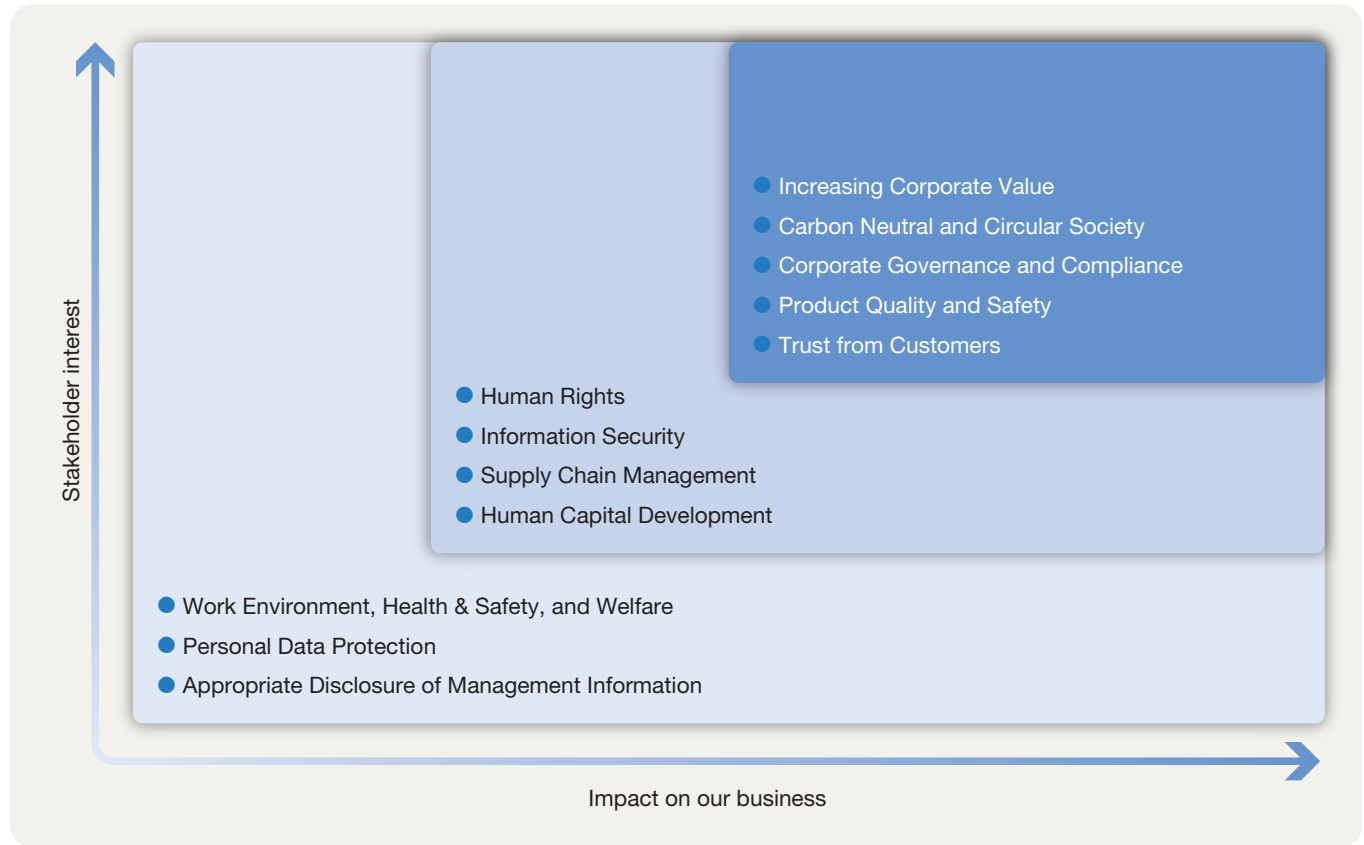 Stakeholder interest
Increasing Corporate Value
Carbon Neutral and Circular Society
Corporate Governance and Compliance
Product Quality and Safety
Trust from Customers
Human Rights
Information Security
Supply Chain Management
Human Capital Development
Work Environment, Health & Safety, and Welfare
Personal Data Protection
Appropriate Disclosure of Management Information
Impact on our business